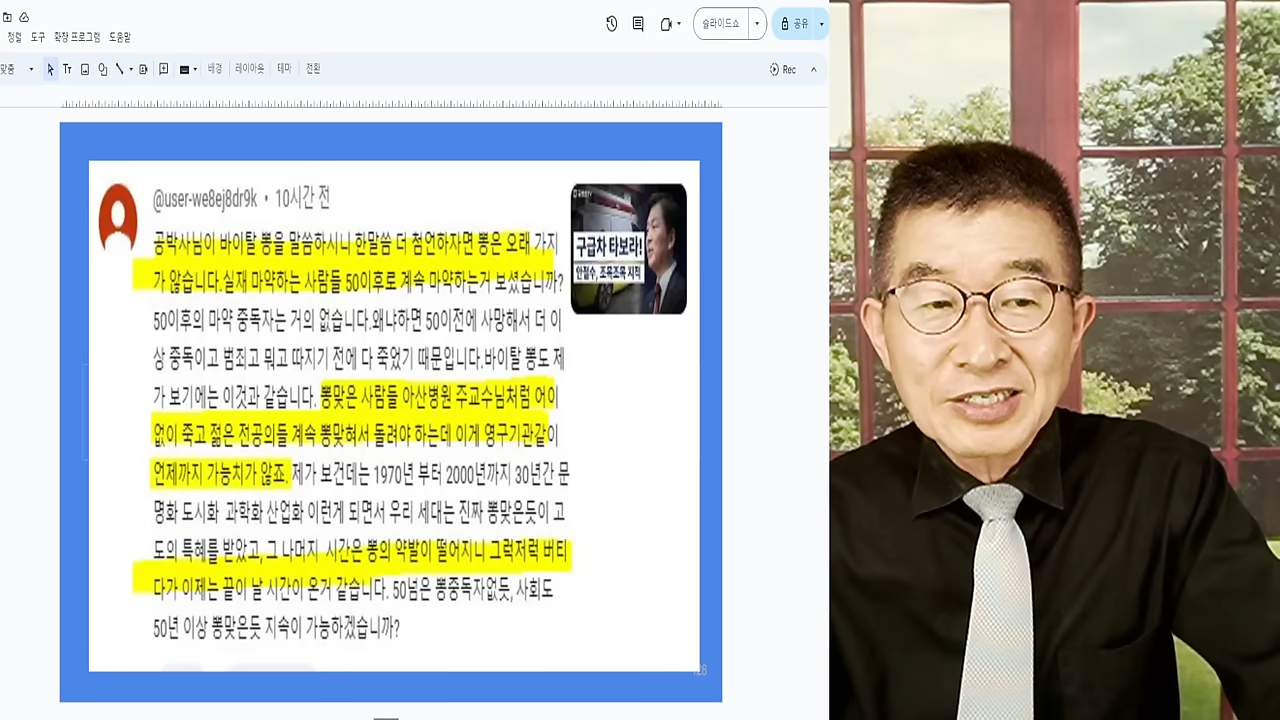 정렬 도구 확장 프로그램 도움말
슬라이드쇼
공유
맞춤
배경 레이아웃 테마 전환
Rec
@user-we8ej8dr9k • 10시간 전
공박사님이 바이탈 뽕을 말씀하시니 한말씀 더 첨언하자면 뽕은 오래 가지
가 않습니다.실재 마약하는 사람들 50이후로 계속 마약하는거 보셨습니까?
50이후의 마약 중독자는 거의 없습니다.왜냐하면 50이전에 사망해서 더 이
상 중독이고 범죄고 뭐고 따지기 전에 다 죽었기 때문입니다.바이탈 뽕도 제
가 보기에는 이것과 같습니다. 뽕맞은 사람들 아산병원 주교수님처럼 어이
없이 죽고 젊은 전공의들 계속 뽕맞혀서 돌려야 하는데 이게 영구기관같이
언제까지 가능치가 않죠. 제가 보건데는 1970년 부터 2000년까지 30년간 문
명화 도시화 과학화 산업화 이런게 되면서 우리 세대는 진짜 뽕맞은듯이 고
도의 특혜를 받았고, 그 나머지 시간은 뽕의 약발이 떨어지니 그럭저럭 버티
다가 이제는 끝이 날 시간이 온거 같습니다. 50넘은 뽕중독자없듯, 사회도
50년 이상 뽕맞은듯 지속이 가능하겠습니까?
구급차 타보라!
안철수, 조목조목 지적
126